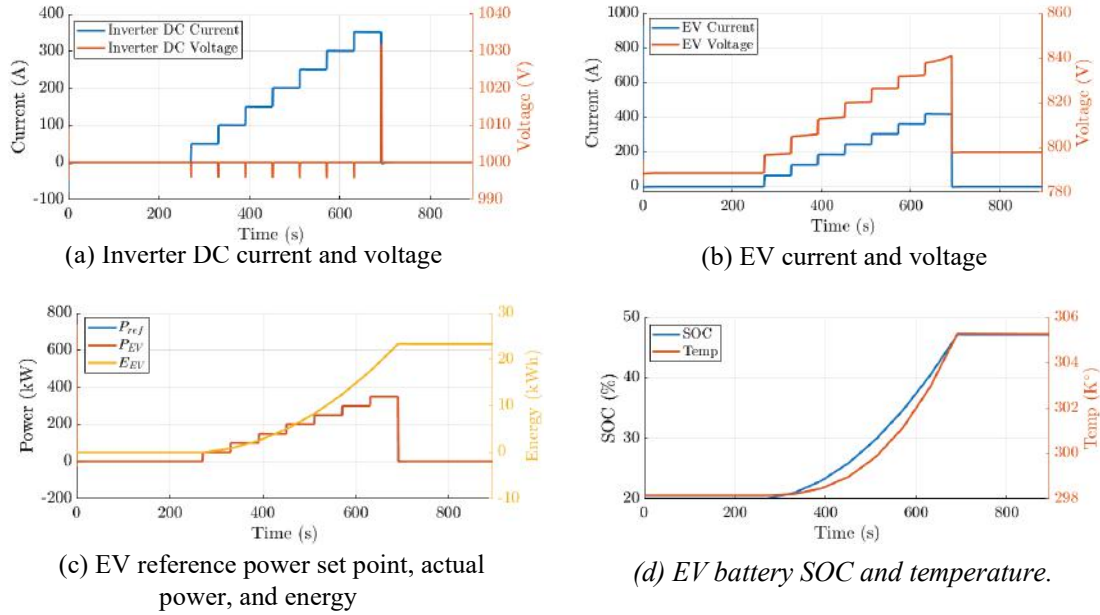 400
300
200
100
0
-100
Current (A)
Inverter DC Current
Inverter DC Voltage
1040
1030
1020
1010
1000
990
Voltage (V)
0 200 400 600 800
Time (s)
(a) Inverter DC current and voltage
1000
800
600
400
200
0
Current (A)
EV Current
EV Voltage
860
840
820
800
780
Voltage (V)
0 200 400 600 800
Time (s)
(b) EV current and voltage
800
600
400
200
0
-200
Power (kW)
P_ref
P_EV
E_EV
30
20
10
0
-10
Energy (kWh)
0 200 400 600 800
Time (s)
(c) EV reference power set point, actual
power, and energy
50
40
30
20
SOC (%)
SOC
Temp
306
304
302
300
298
Temp (K°)
0 200 400 600 800
Time (s)
(d) EV battery SOC and temperature.